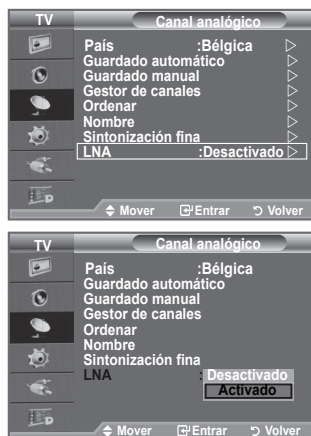 TV Canal analógico
País :Bélgica
Guardado automático
Guardado manual
Gestor de canales
Ordenar
Nombre
Sintonización fina
LNA :Desactivado
Mover Entrar Volver
TV Canal analógico
País :Bélgica
Guardado automático
Guardado manual
Gestor de canales
Ordenar
Nombre
Sintonización fina
LNA : Desactivado
Activado
Mover Entrar Volver